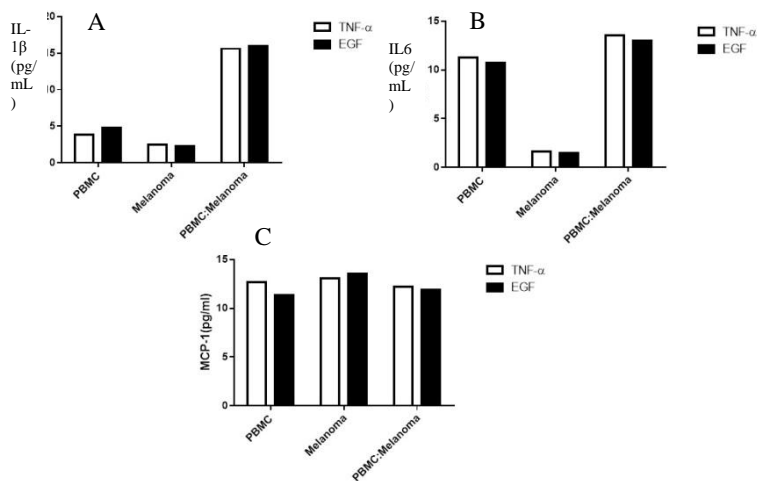 IL-
1β
(pg/
mL
)
A
TNF-α
EGF
20
15
10
5
0
PBMC
Melanoma
PBMC:Melanoma
IL6
(pg/
mL
)
B
TNF-α
EGF
15
10
5
0
PBMC
Melanoma
PBMC:Melanoma
C
TNF-α
EGF
MCP-1(pg/ml)
15
10
5
0
PBMC
Melanoma
PBMC:Melanoma